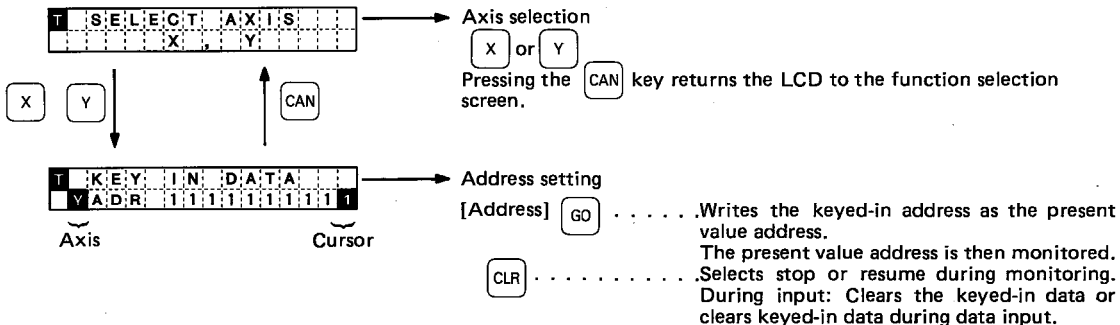 T SELECT AXIS
X , Y
Axis selection
X or Y
Pressing the CAN key returns the LCD to the function selection
screen.
X Y CAN
T KEY IN DATA
YADR 1111111111
Axis Cursor
Address setting
[Address] GO ......Writes the keyed-in address as the present
value address.
The present value address is then monitored.
CLR ...........Selects stop or resume during monitoring.
During input: Clears the keyed-in data or
clears keyed-in data during data input.